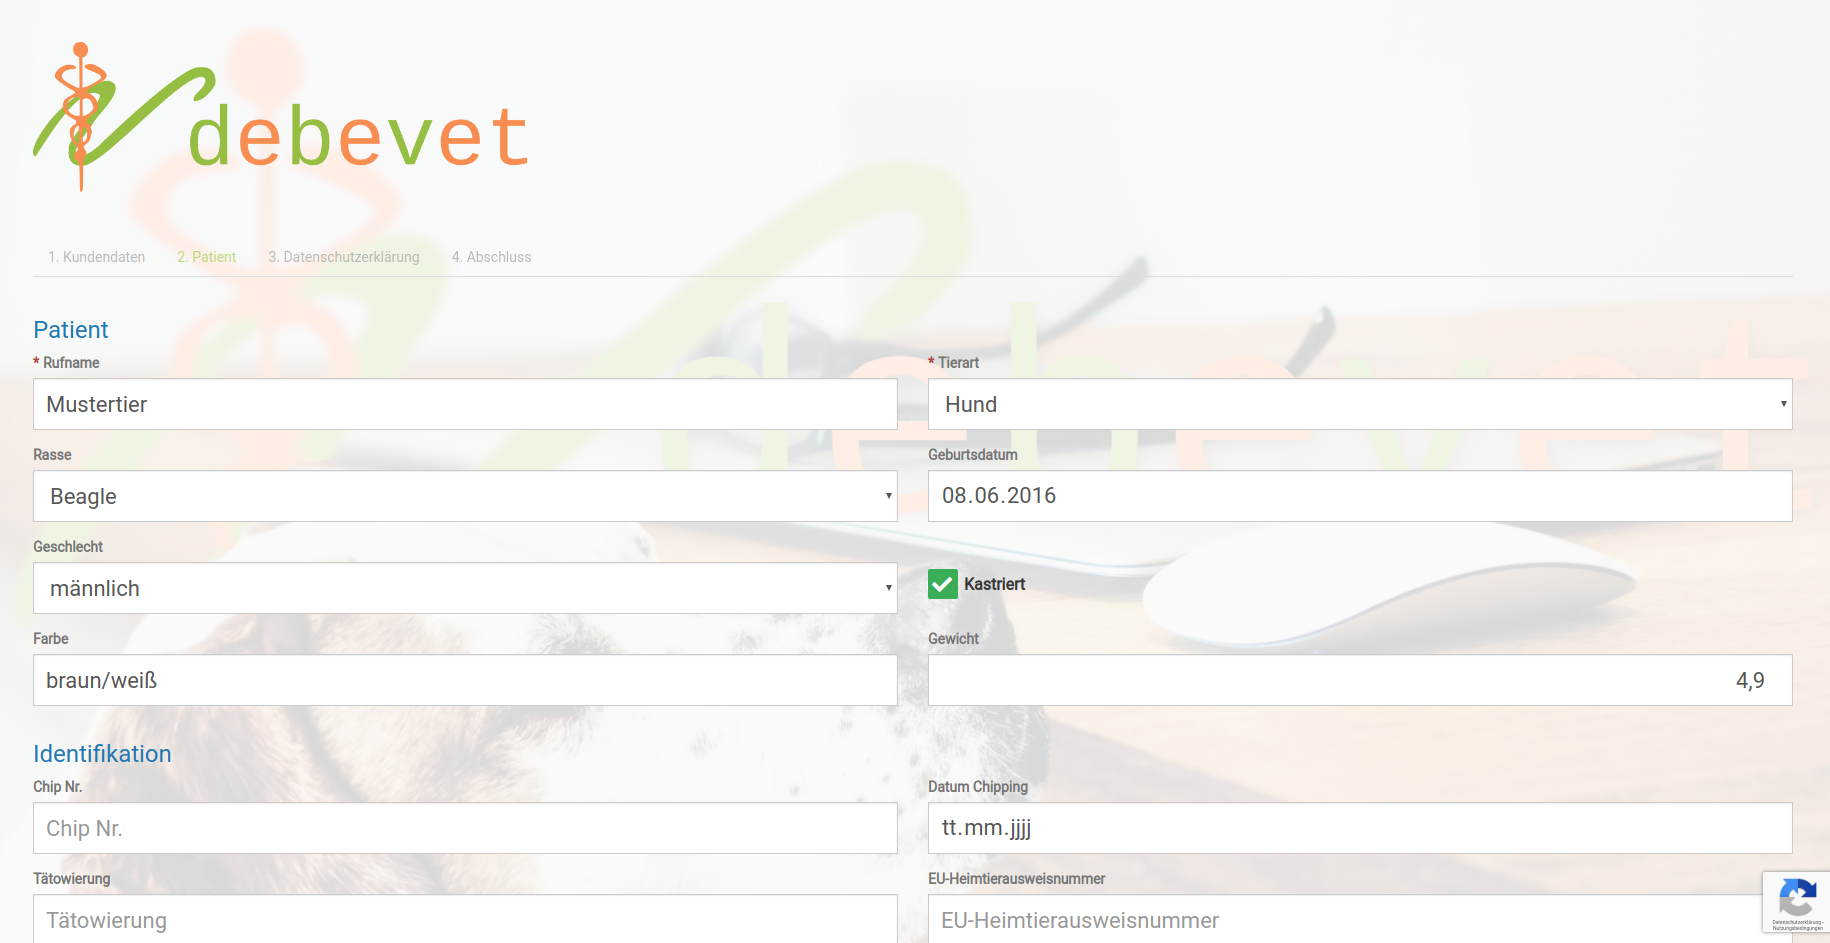 debevet
1. Kundendaten 2. Patient 3. Datenschutzerklärung 4. Abschluss
Patient
* Rufname * Tierart
Mustertier Hund
Rasse Geburtsdatum
Beagle 08.06.2016
Geschlecht
männlich Kastriert
Farbe Gewicht
braun/weiß 4,9
Identifikation
Chip Nr. Datum Chipping
Chip Nr. tt.mm.jjjj
Tätowierung EU-Heimtierausweisnummer
Tätowierung EU-Heimtierausweisnummer
Datenschutzerklärung -
Nutzungsbedingungen